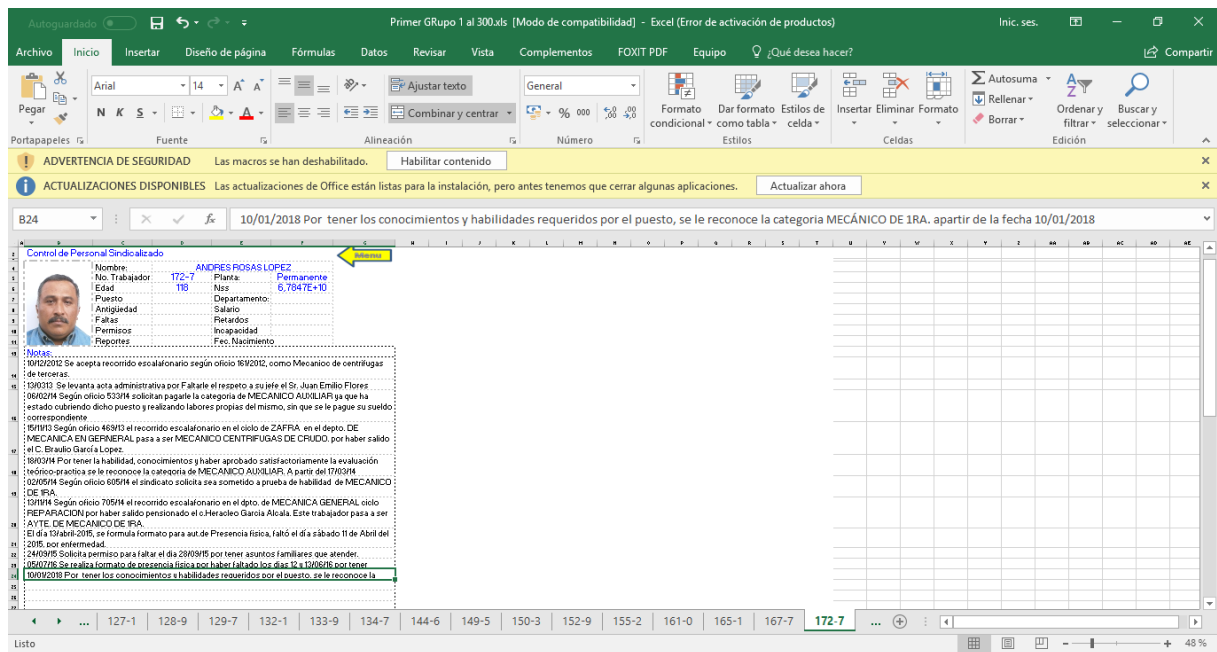 Autoguardado
Primer GRupo 1 al 300.xls [Modo de compatibilidad] - Excel (Error de activación de productos)
Inic. ses.
Archivo Inicio Insertar Diseño de página Fórmulas Datos Revisar Vista Complementos FOXIT PDF Equipo ¿Qué desea hacer? Compartir
Pegar
Arial 14
N K S
Ajustar texto
Combinar y centrar
General
% 000
Formato condicional
Dar formato como tabla
Estilos de celda
Insertar Eliminar Formato
Autosuma
Rellenar
Borrar
Ordenar y filtrar
Buscar y seleccionar
Portapapeles Fuente Alineación Número Estilos Celdas Edición
ADVERTENCIA DE SEGURIDAD Las macros se han deshabilitado. Habilitar contenido
ACTUALIZACIONES DISPONIBLES Las actualizaciones de Office están listas para la instalación, pero antes tenemos que cerrar algunas aplicaciones. Actualizar ahora
B24 fx 10/01/2018 Por tener los conocimientos y habilidades requeridos por el puesto, se le reconoce la categoria MECÁNICO DE 1RA. apartir de la fecha 10/01/2018
Control de Personal Sindicalizado
Menu
Nombre: ANDRES ROSAS LOPEZ
No. Trabajador 172-7 Planta: Permanente
Edad 118 Nss 6,7847E+10
Puesto Departamento:
Antigüedad Salario
Faltas Retardos
Permisos Incapacidad
Reportes Fec. Nacimiento
Notas:
10/12/2012 Se acepta recorrido escalafonario según oficio 161/2012, como Mecanico de centrifugas
de terceras.
13/0313 Se levanta acta administrativa por Faltarle el respeto a su jefe el Sr. Juan Emilio Flores
06/02/14 Según oficio 533/14 solicitan pagarle la categoria de MECANICO AUXILIAR ya que ha
estado cubriendo dicho puesto y realizando labores propias del mismo, sin que se le pague su sueldo
correspondiente
15/11/13 Según oficio 469/13 el recorrido escalafonario en el ciclo de ZAFRA en el depto. DE
MECANICA EN GERNERAL pasa a ser MECANICO CENTRIFUGAS DE CRUDO. por haber salido
el C. Braulio García Lopez.
18/03/14 Por tener la habilidad, conocimientos y haber aprobado satisfactoriamente la evaluación
teórico-practica se le reconoce la categoria de MECANICO AUXILIAR. A partir del 17/03/14
02/05/14 Según oficio 605/14 el sindicato solicita sea sometido a prueba de habilidad de MECANICO
DE 1RA.
13/11/14 Según oficio 705/14 el recorrido escalafonario en el dpto. de MECANICA GENERAL ciclo
REPARACION por haber salido pensionado el c.Heracleo Garcia Alcala. Este trabajador pasa a ser
AYTE. DE MECANICO DE 1RA.
El día 13/abril-2015, se formula formato para aut.de Presencia física, faltó el día sábado 11 de Abril del
2015. por enfermedad.
24/09/15 Solicita permiso para faltar el dia 28/09/15 por tener asuntos familiares que atender.
05/07/16 Se realiza formato de presencia fisica por haber faltado los dias 12 y 13/06/16 por tener
10/01/2018 Por tener los conocimientos y habilidades requeridos por el puesto, se le reconoce la
... 127-1 128-9 129-7 132-1 133-9 134-7 144-6 149-5 150-3 152-9 155-2 161-0 165-1 167-7 172-7 ...
Listo
48 %